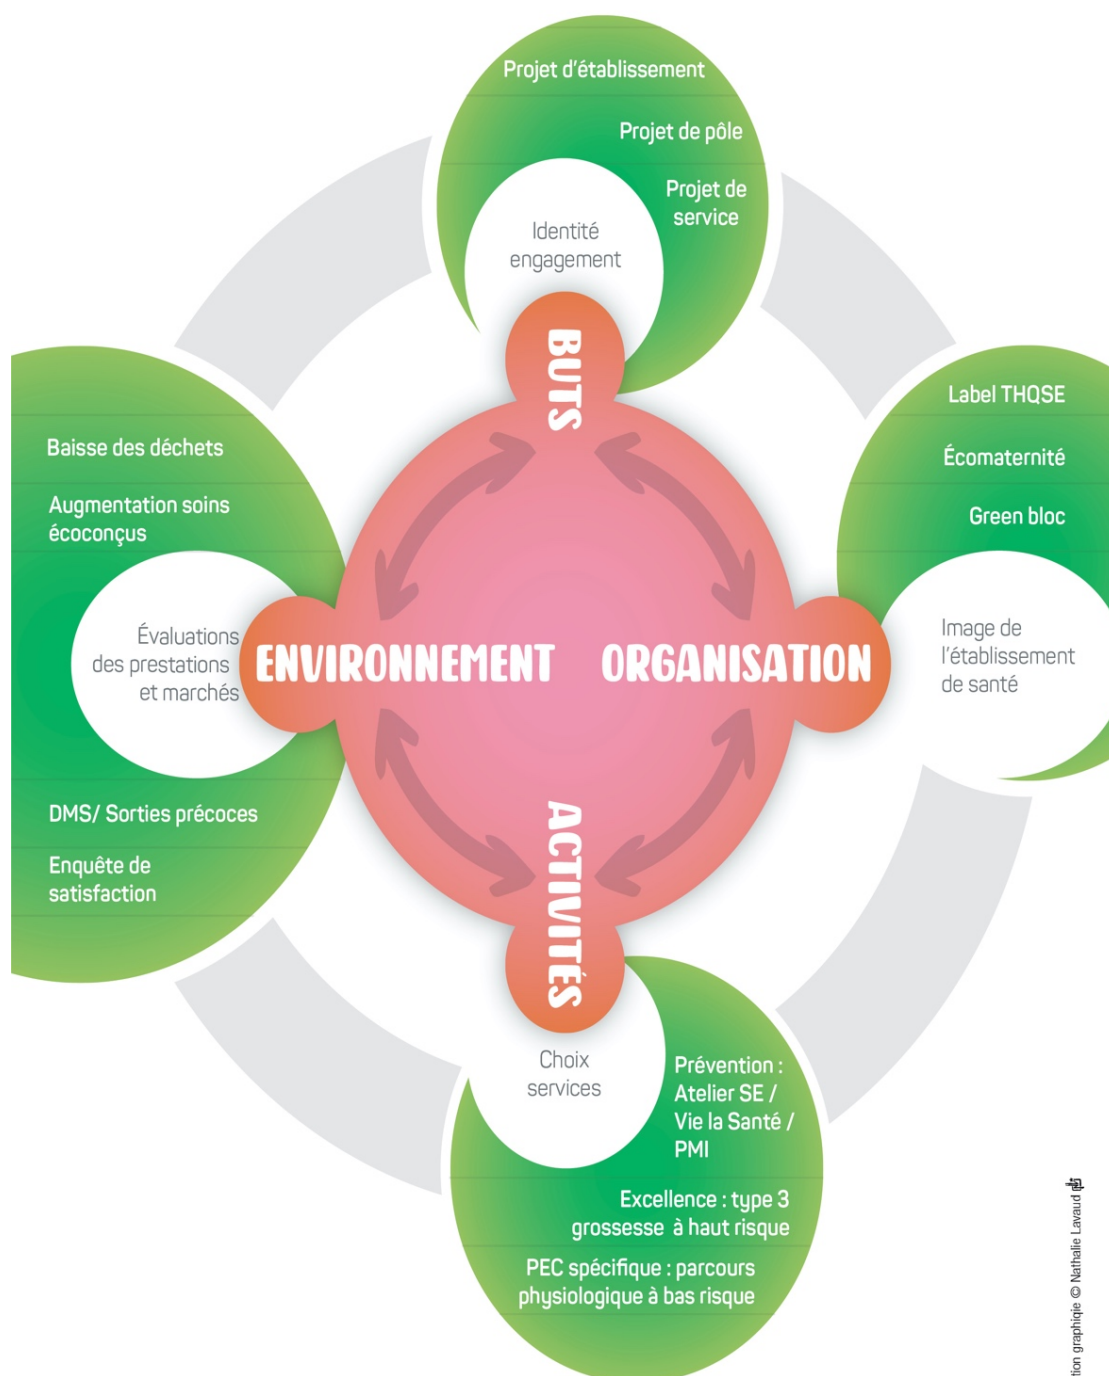 Projet d'établissement
Projet de pôle
Projet de
service
Identité
engagement
BUTS
Label THQSE
Écomaternité
Green bloc
Image de
l'établissement
de santé
ORGANISATION
Baisse des déchets
Augmentation soins
écoconçus
Évaluations
des prestations
et marchés
ENVIRONNEMENT
DMS/ Sorties précoces
Enquête de
satisfaction
ACTIVITÉS
Choix
services
Prévention :
Atelier SE /
Vie la Santé /
PMI
Excellence : type 3
grossesse à haut risque
PEC spécifique : parcours
physiologique à bas risque
tion graphiqie © Nathalie Lavaud